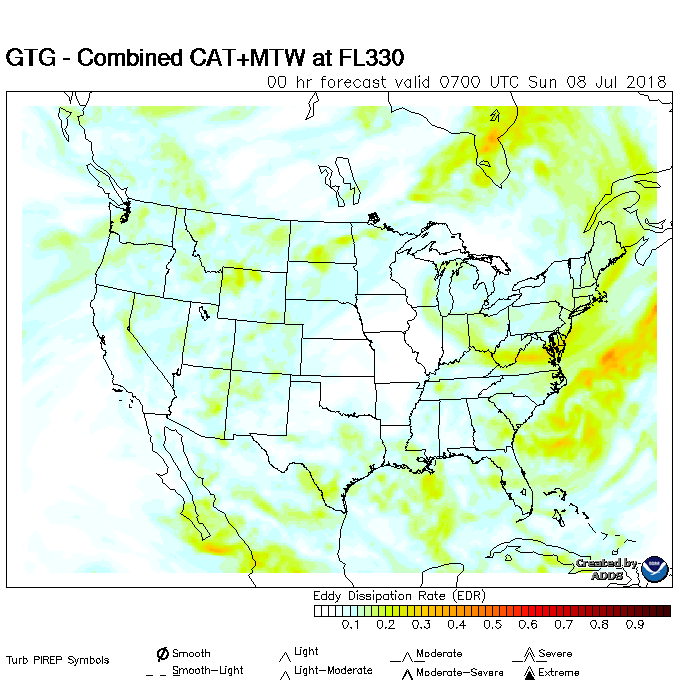 GTG - Combined CAT+MTW at FL330
00 hr forecast valid 0700 UTC Sun 08 Jul 2018
Created by
ADDS
Eddy Dissipation Rate (EDR)
0.1 0.2 0.3 0.4 0.5 0.6 0.7 0.8 0.9
Turb PIREP Symbols
Smooth Light Moderate Severe
Smooth-Light Light-Moderate Moderate-Severe Extreme